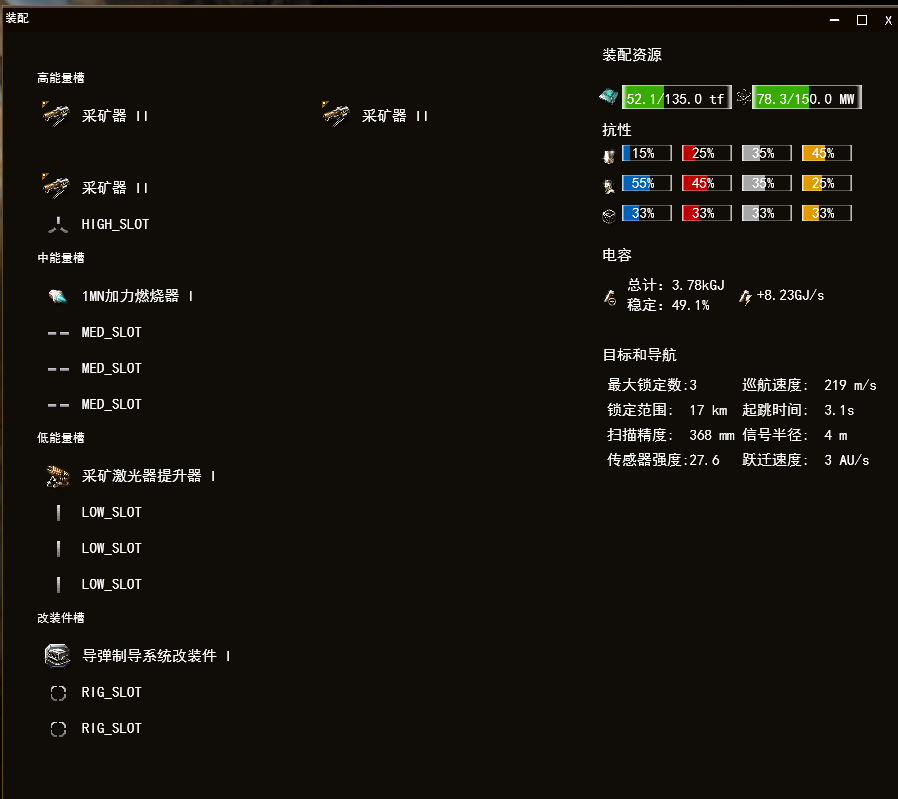 装配
高能量槽
采矿器 II 采矿器 II
采矿器 II
HIGH_SLOT
中能量槽
1MN加力燃烧器 I
MED_SLOT
MED_SLOT
MED_SLOT
低能量槽
采矿激光器提升器 I
LOW_SLOT
LOW_SLOT
LOW_SLOT
改装件槽
导弹制导系统改装件 I
RIG_SLOT
RIG_SLOT
装配资源
52.1/135.0 tf 78.3/150.0 MW
抗性
15% 25% 35% 45%
55% 45% 35% 25%
33% 33% 33% 33%
电容
总计: 3.78kGJ
稳定: 49.1%
+8.23GJ/s
目标和导航
最大锁定数:3 巡航速度: 219 m/s
锁定范围: 17 km 起跳时间: 3.1s
扫描精度: 368 mm 信号半径: 4 m
传感器强度:27.6 跃迁速度: 3 AU/s